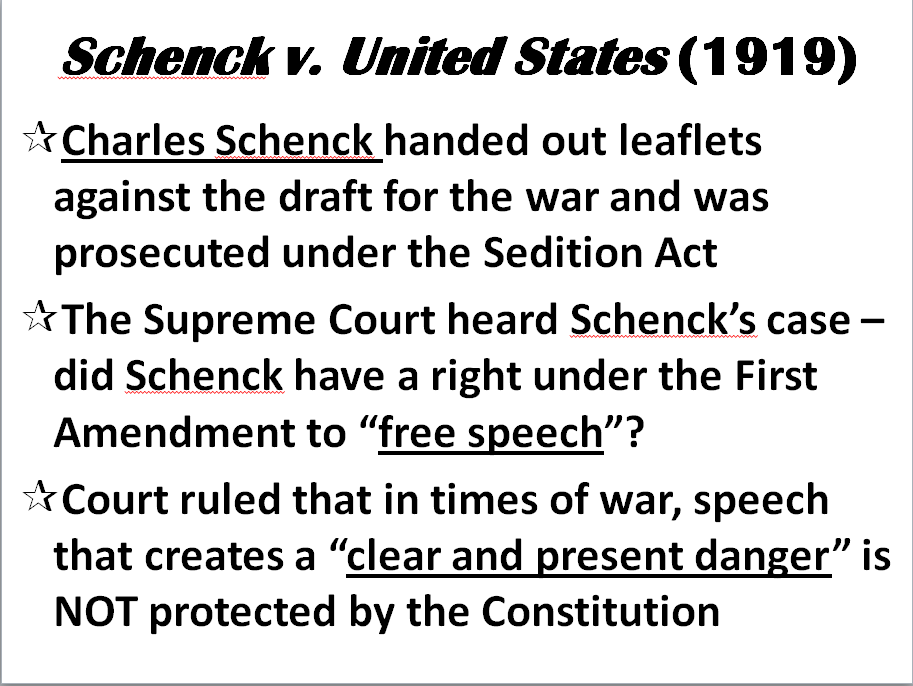 Schenck v. United States (1919)
☆Charles Schenck handed out leaflets
against the draft for the war and was
prosecuted under the Sedition Act
☆The Supreme Court heard Schenck’s case –
did Schenck have a right under the First
Amendment to “free speech”?
☆Court ruled that in times of war, speech
that creates a “clear and present danger” is
NOT protected by the Constitution